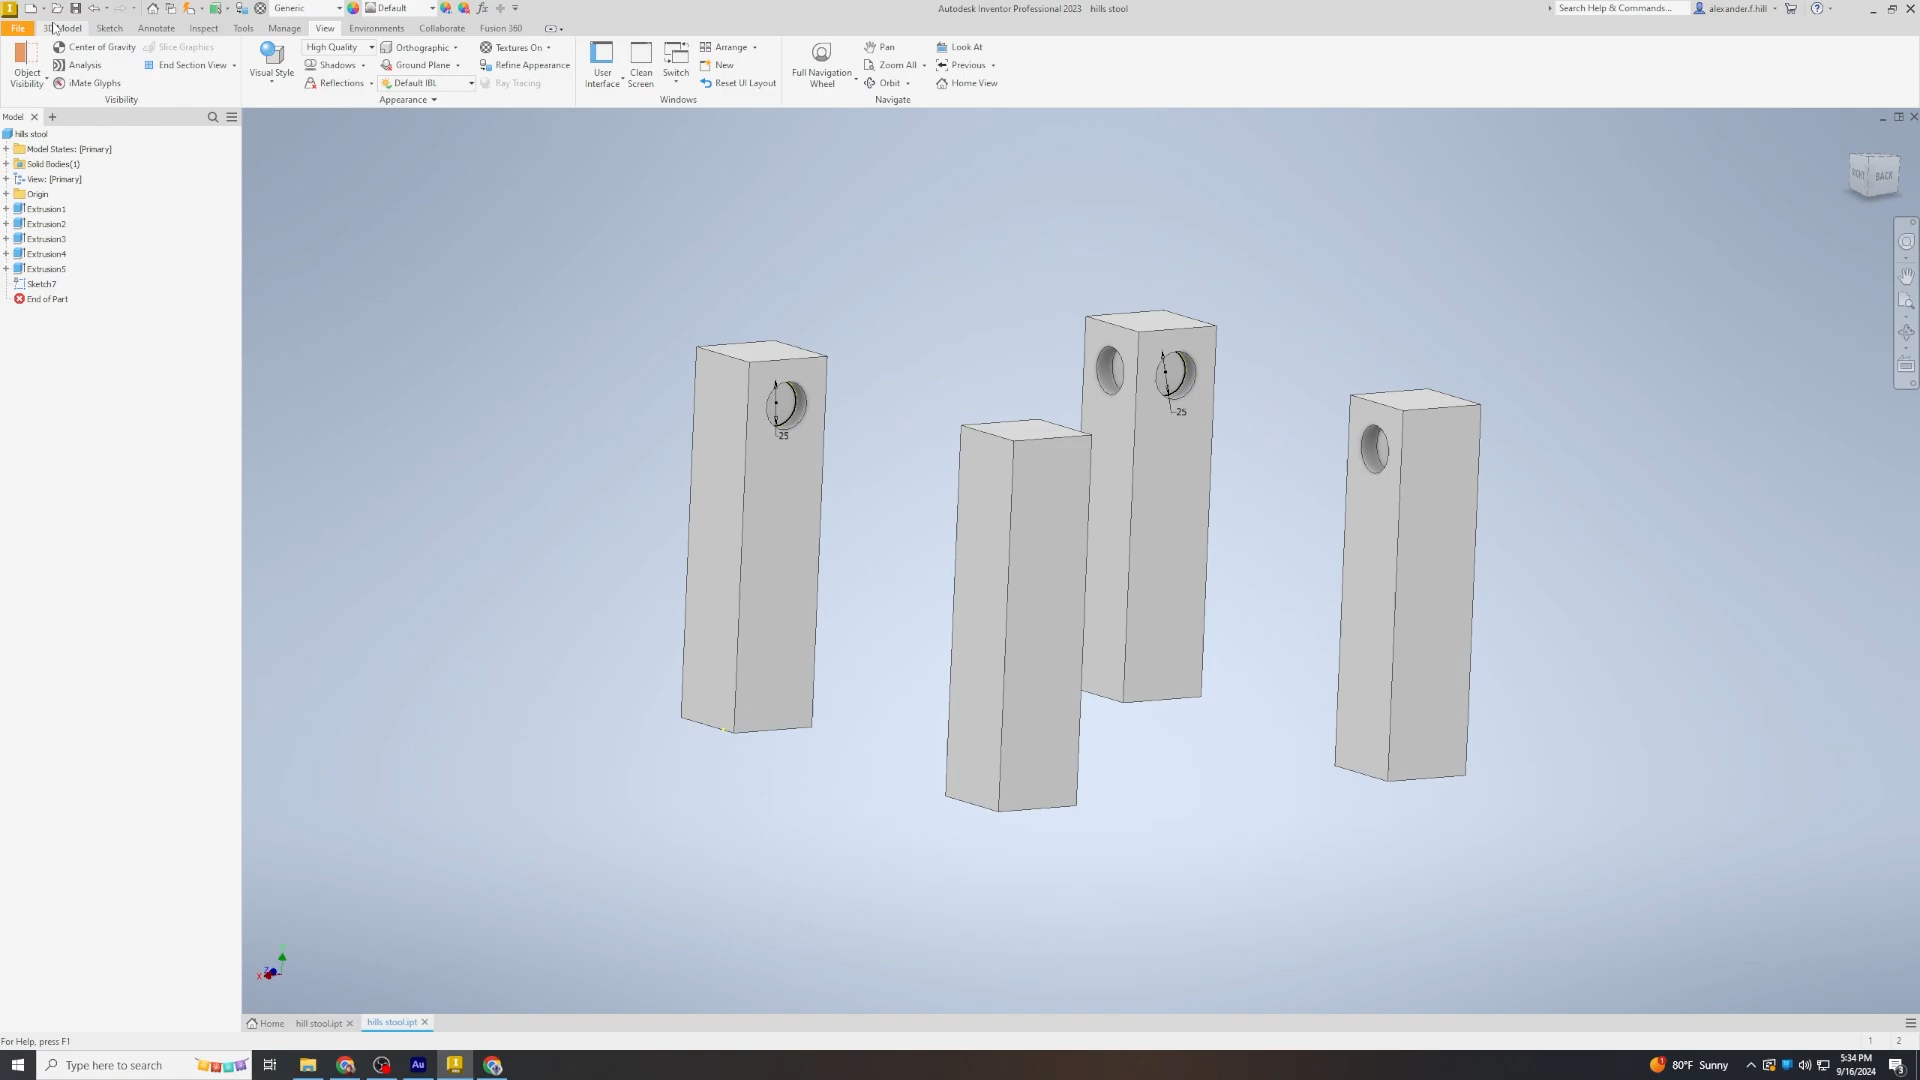 Generic
Default
Autodesk Inventor Professional 2023 hills stool
Search Help & Commands...
alexander.f.hill
File
3D Model
Sketch
Annotate
Inspect
Tools
Manage
View
Environments
Collaborate
Fusion 360
Object
Visibility
Center of Gravity
Slice Graphics
Analysis
End Section View
iMate Glyphs
Visibility
Visual Style
High Quality
Shadows
Reflections
Orthographic
Ground Plane
Default IBL
Textures On
Refine Appearance
Ray Tracing
Appearance
User
Interface
Clean
Screen
Switch
Arrange
New
Reset UI Layout
Windows
Full Navigation
Wheel
Pan
Zoom All
Orbit
Look At
Previous
Home View
Navigate
Model
hills stool
Model States: [Primary]
Solid Bodies(1)
View: [Primary]
Origin
Extrusion1
Extrusion2
Extrusion3
Extrusion4
Extrusion5
Sketch7
End of Part
RIGHT
BACK
25
25
X
Z
Home
hill stool.ipt
hills stool.ipt
For Help, press F1
1
2
Type here to search
Au
80°F Sunny
5:34 PM
9/16/2024
3